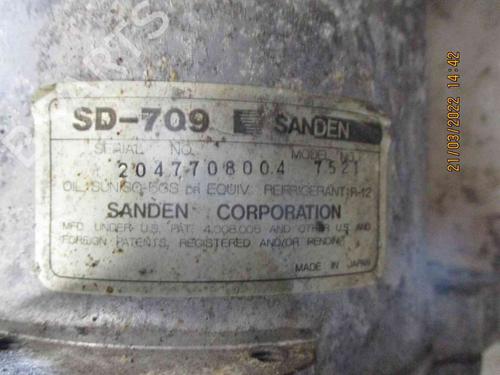 SD-709 SANDEN
SERIAL NO. MODEL NO.
2047708004 7521
OIL: SUNISO-5GS OR EQUIV. REFRIGERANT: R-12
SANDEN CORPORATION
MFD. UNDER U.S. PAT. 4,008,005 AND OTHER U.S. AND
FOREIGN PATENTS, REGISTERED AND/OR PENDING
MADE IN JAPAN
21/03/2022 14:42
PARTS